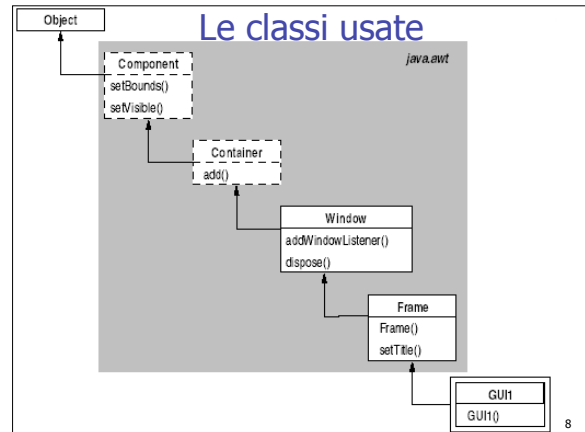 Le classi usate
Object
java.awt
Component
setBounds()
setVisible()
Container
add()
Window
addWindowListener()
dispose()
Frame
Frame()
setTitle()
GUI1
GUI1()
8